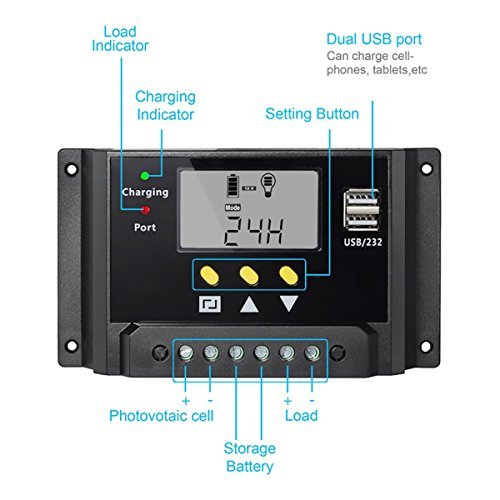 Load
Indicator
Dual USB port
Can charge cell-
phones, tablets,etc
Charging
Indicator
Setting Button
Charging
12V
Mode
24H
Port
USB/232
+ - + -
Photovotaic cell
Load
Storage
Battery